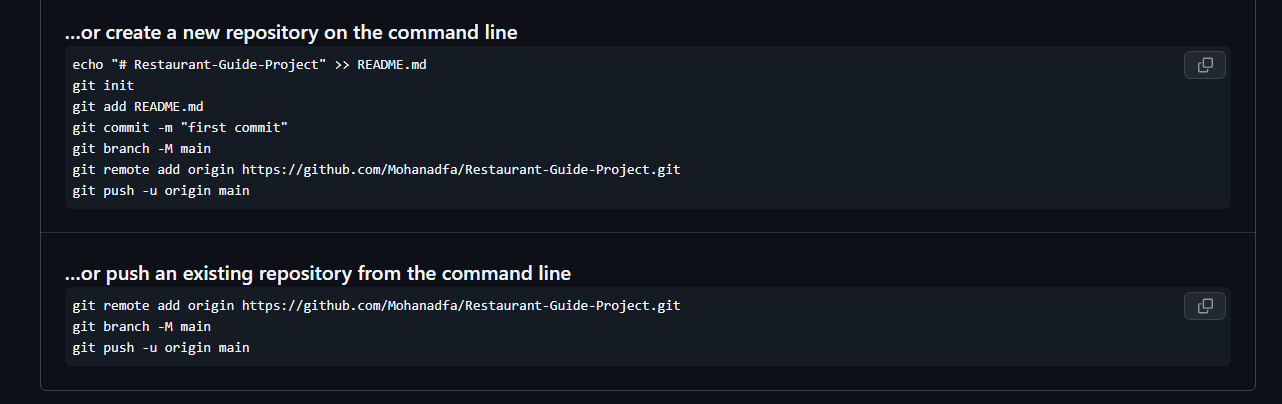 ...or create a new repository on the command line
echo "# Restaurant-Guide-Project" >> README.md
git init
git add README.md
git commit -m "first commit"
git branch -M main
git remote add origin https://github.com/Mohanadfa/Restaurant-Guide-Project.git
git push -u origin main
...or push an existing repository from the command line
git remote add origin https://github.com/Mohanadfa/Restaurant-Guide-Project.git
git branch -M main
git push -u origin main